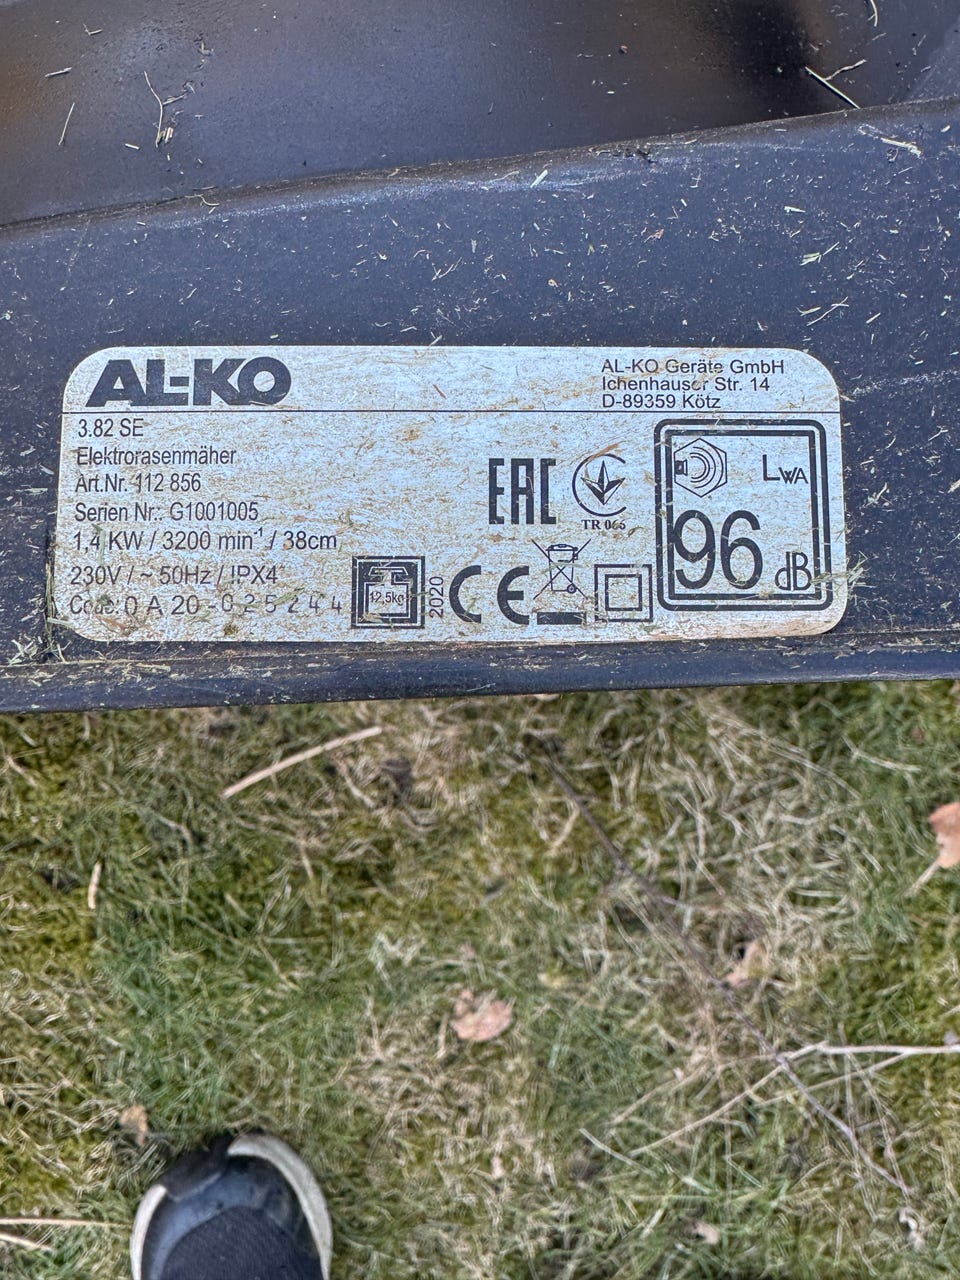 AL-KO
AL-KO Geräte GmbH
Ichenhauser Str. 14
D-89359 Kötz
3.82 SE
Elektrorasenmäher
Art.Nr. 112 856
Serien Nr.: G1001005
1,4 KW / 3200 min⁻¹ / 38cm
230V / ~ 50Hz / IPX4
Code: 0 A 20 - 0 2 5 2 4 4
12,5kg
2020
CE
EAC
TR 065
LWA
96
dB